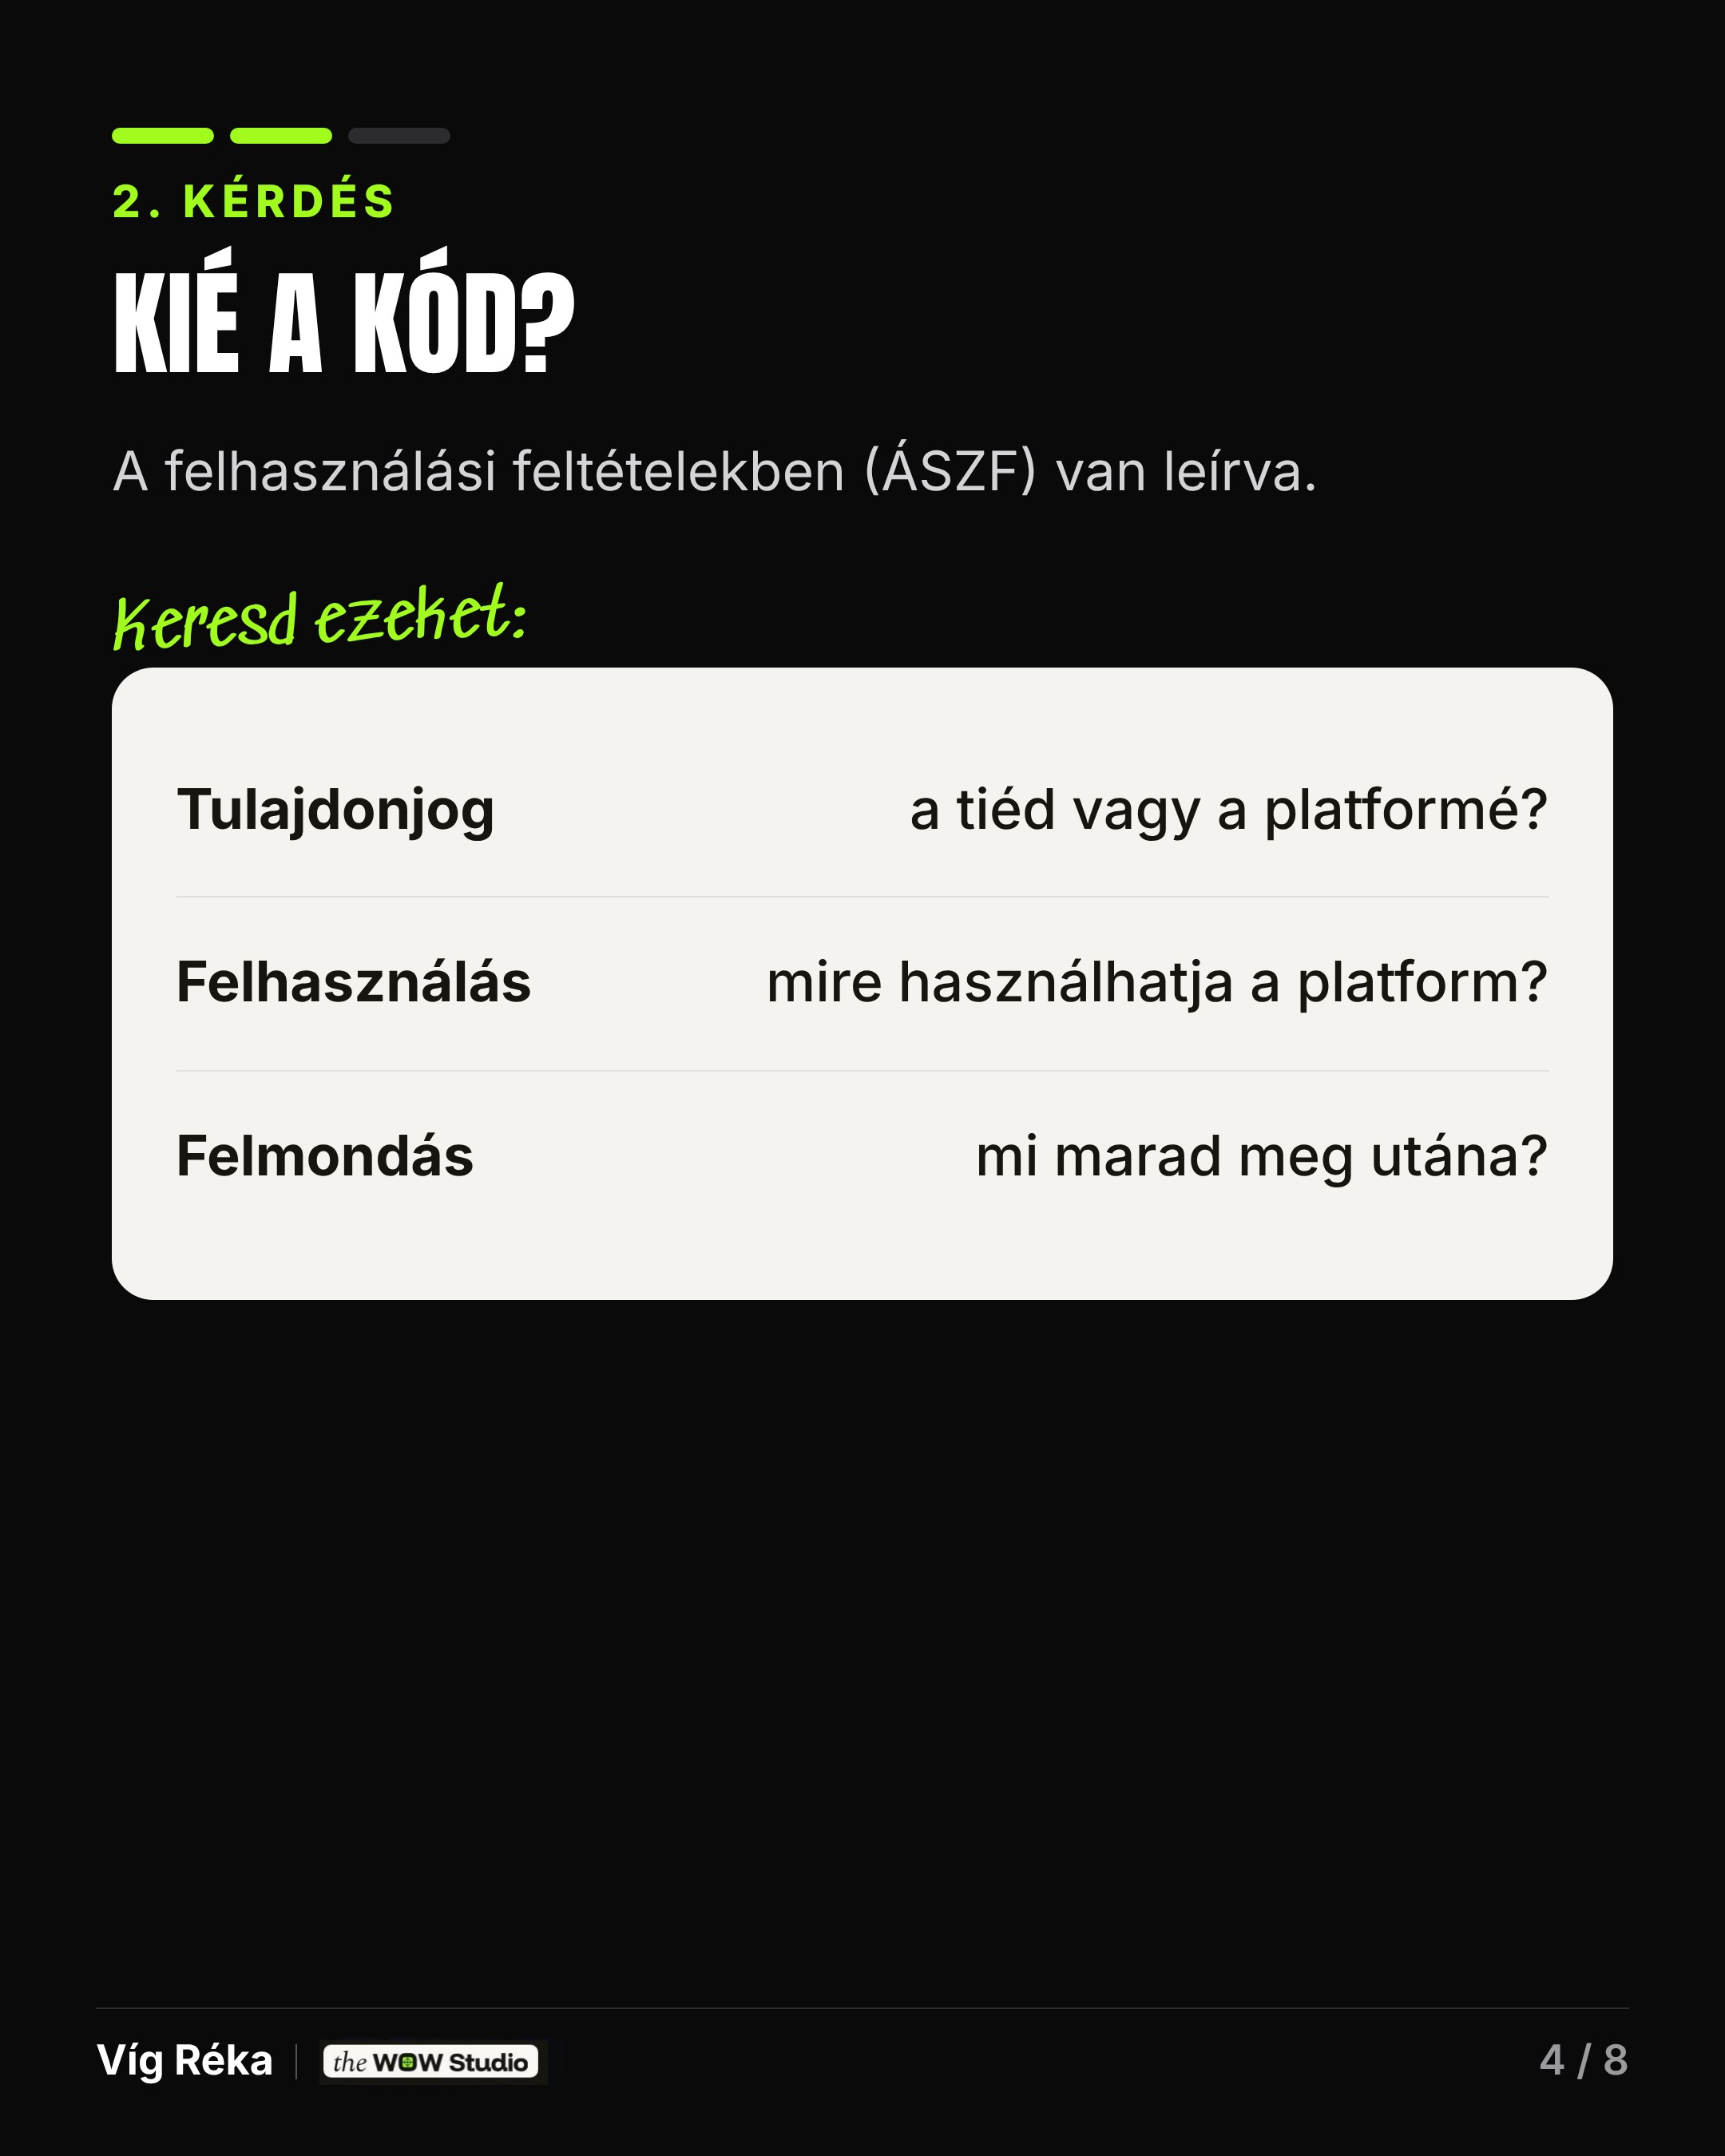 2. KÉRDÉS
KIÉ A KÓD?
A felhasználási feltételekben (ÁSZF) van leírva.
Keresd ezeket:
Tulajdonjog a tiéd vagy a platformé?
Felhasználás mire használhatja a platform?
Felmondás mi marad meg utána?
Víg Réka the WOW Studio 4 / 8